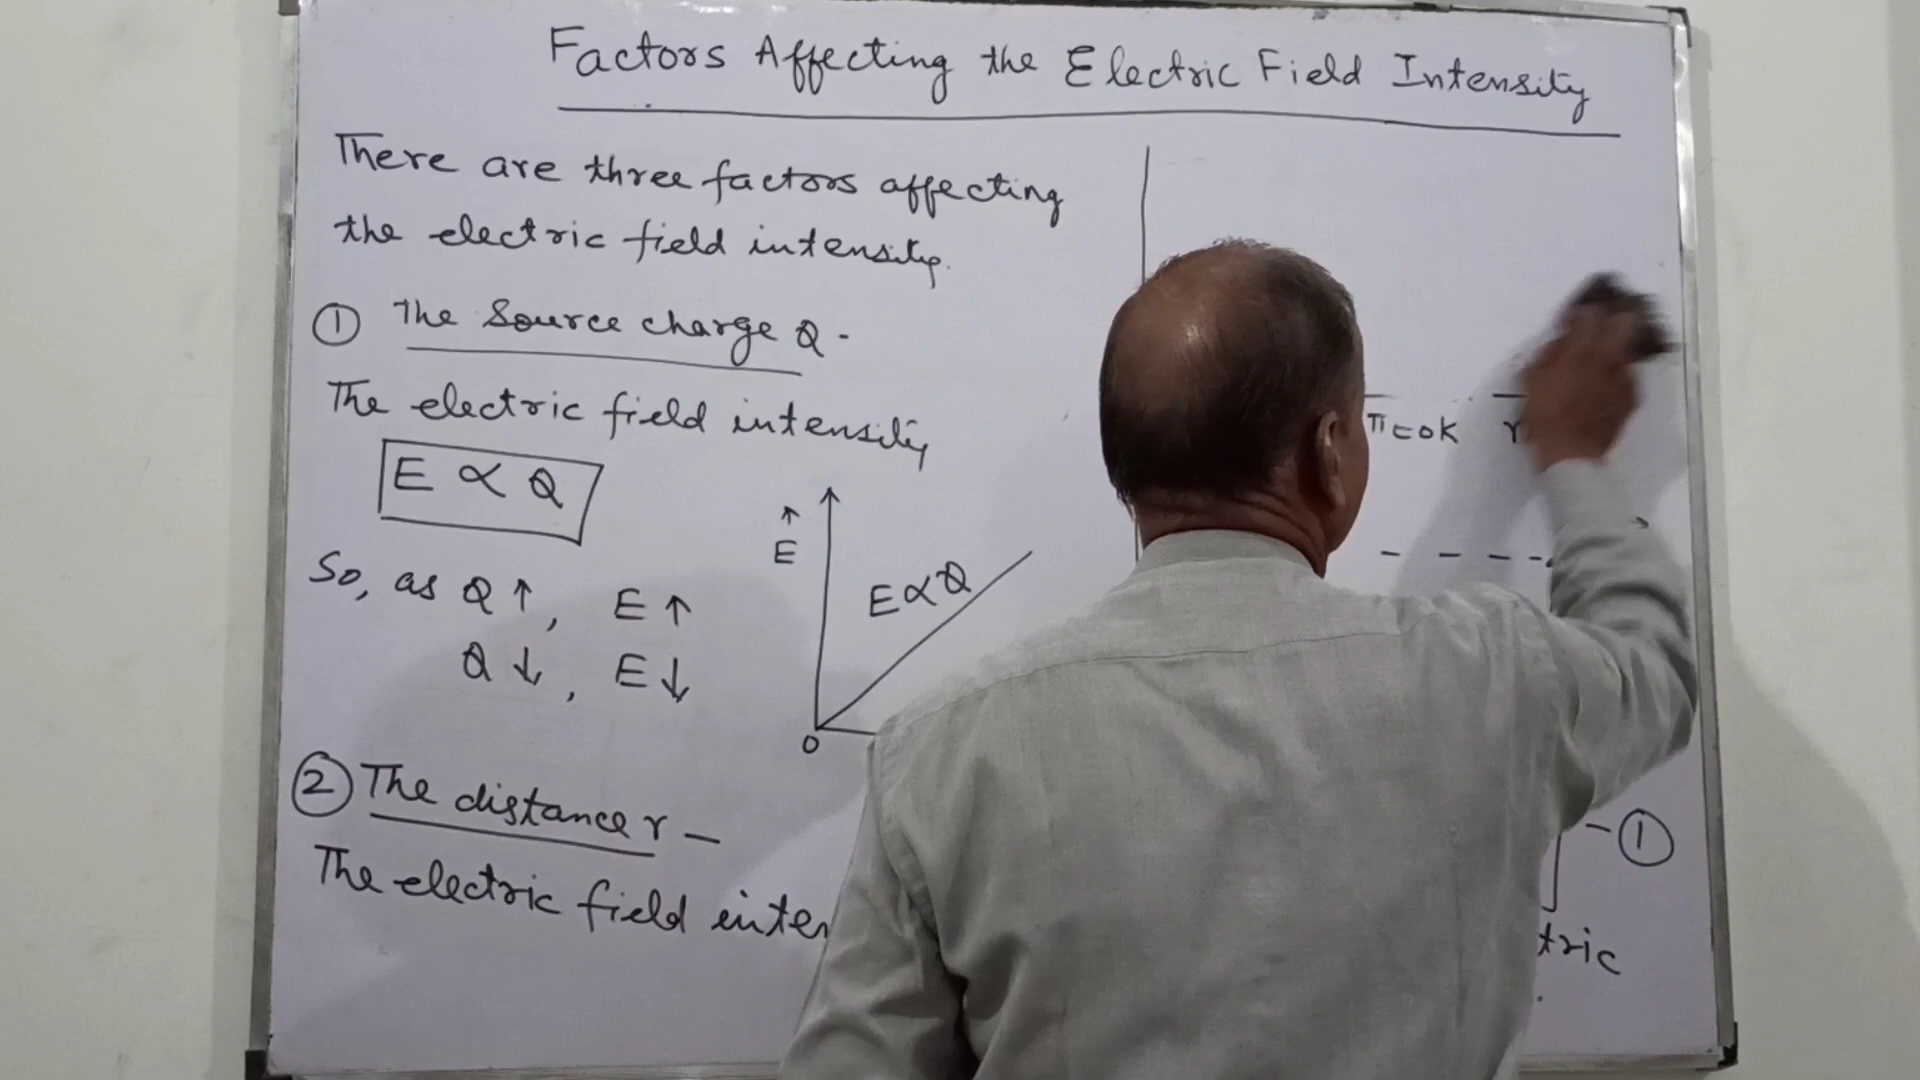 Factors Affecting the Electric Field Intensity
There are three factors affecting
the electric field intensity.
① The Source charge Q -
The electric field intensity
E ∝ Q
So, as Q ↑, E ↑
Q ↓, E ↓
↑
E
E ∝ Q
O
② The distance r —
The electric field inten
π ∈0 K r
- ①
tric